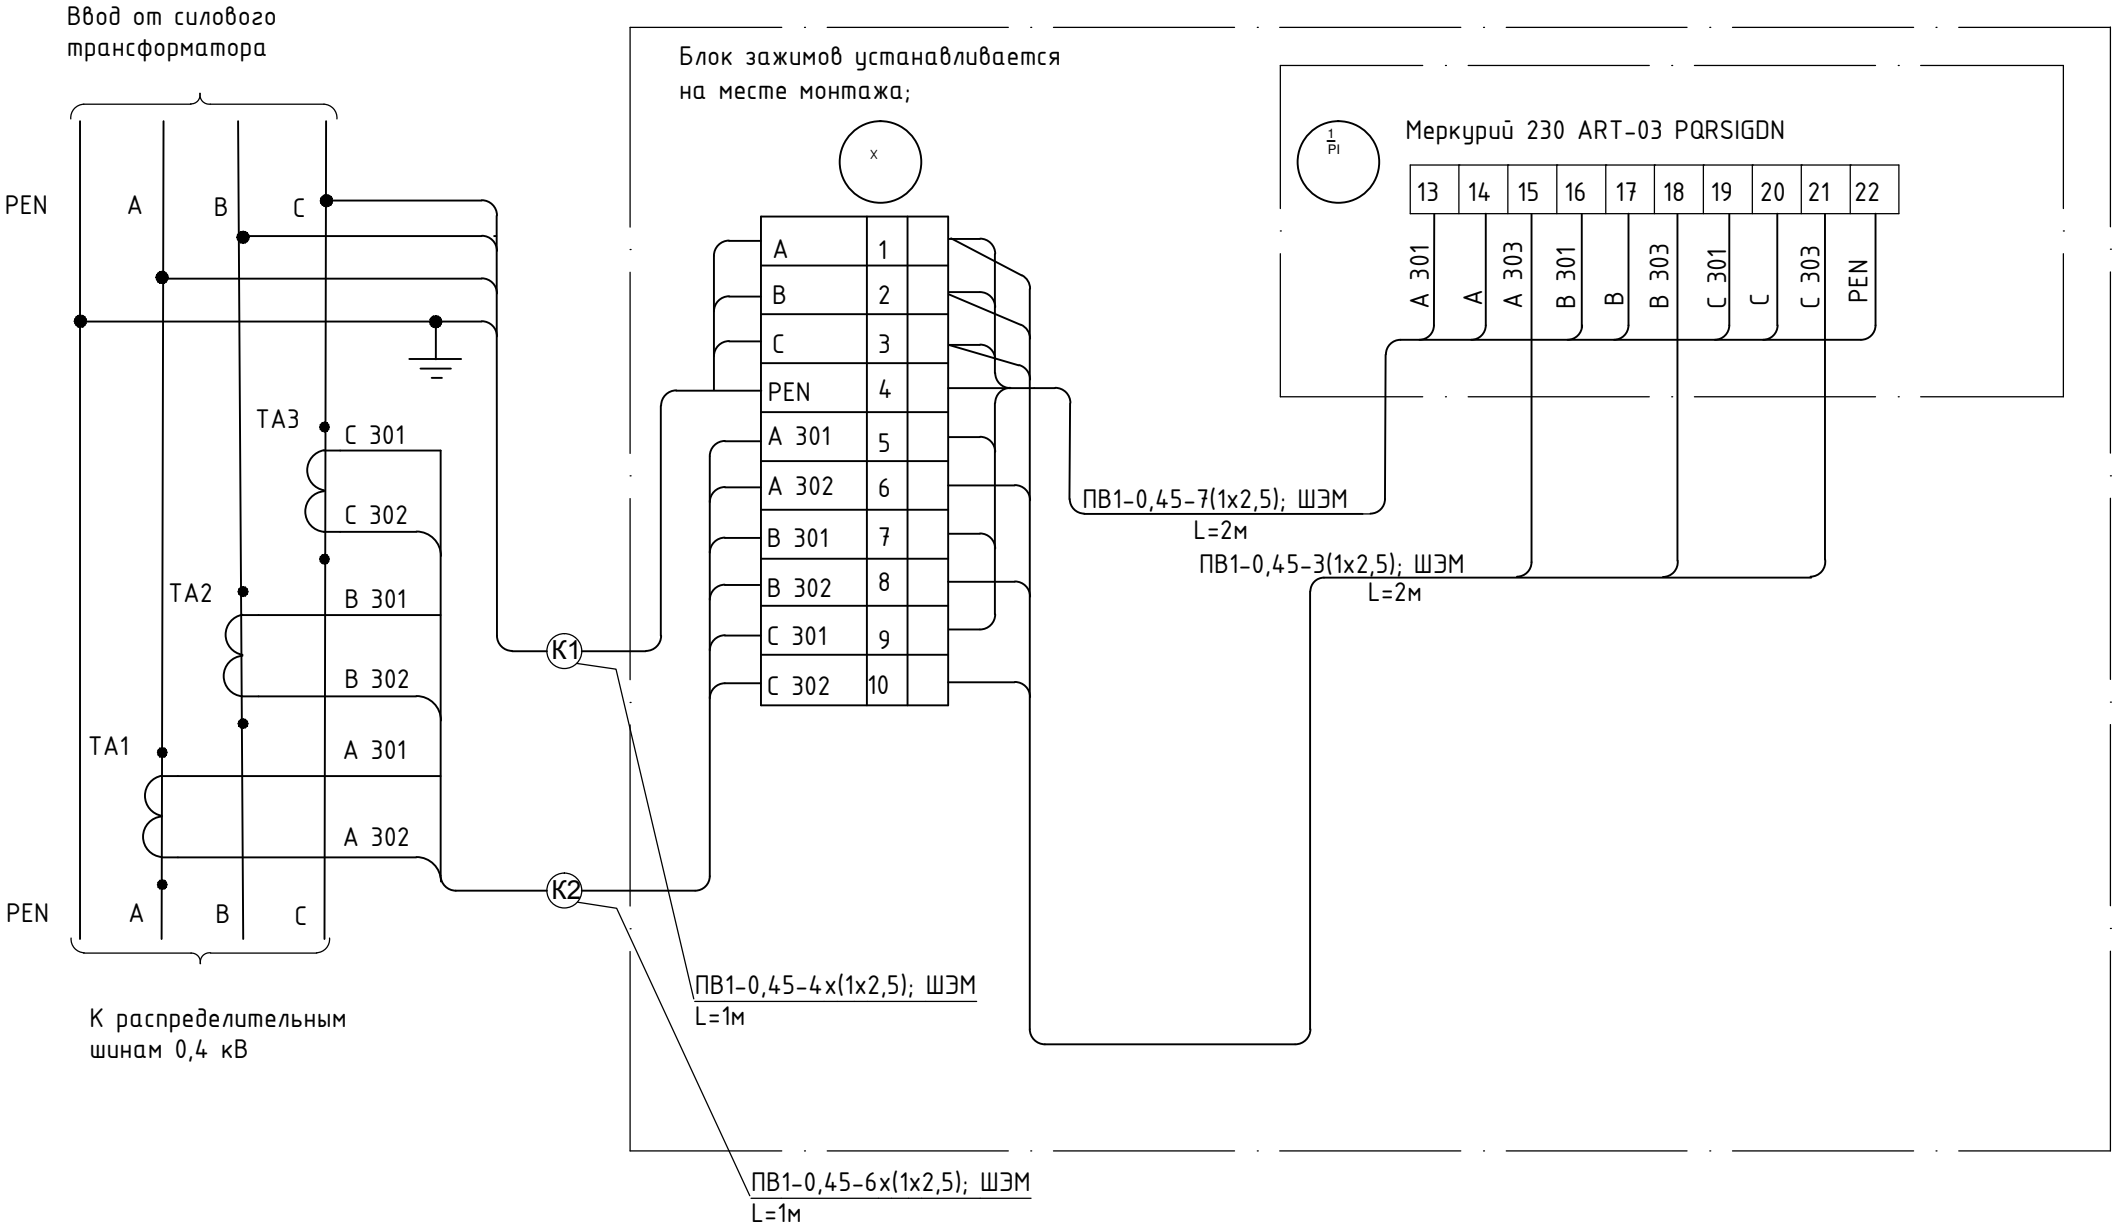 Ввод от силового
трансформатора
Блок зажимов устанавливается
на месте монтажа;
Меркурий 230 ART-03 PQRSIGDN
1
PI
X
13 14 15 16 17 18 19 20 21 22
A 301
A
A 303
B 301
B
B 303
C 301
C
C 303
PEN
PEN A B C
A 1
B 2
C 3
PEN 4
A 301 5
A 302 6
B 301 7
B 302 8
C 301 9
C 302 10
TA3
C 301
C 302
TA2
B 301
B 302
TA1
A 301
A 302
ПВ1-0,45-7(1х2,5); ШЭМ
L=2м
ПВ1-0,45-3(1х2,5); ШЭМ
L=2м
К1
К2
PEN A B C
ПВ1-0,45-4х(1х2,5); ШЭМ
L=1м
К распределительным
шинам 0,4 кВ
ПВ1-0,45-6х(1х2,5); ШЭМ
L=1м